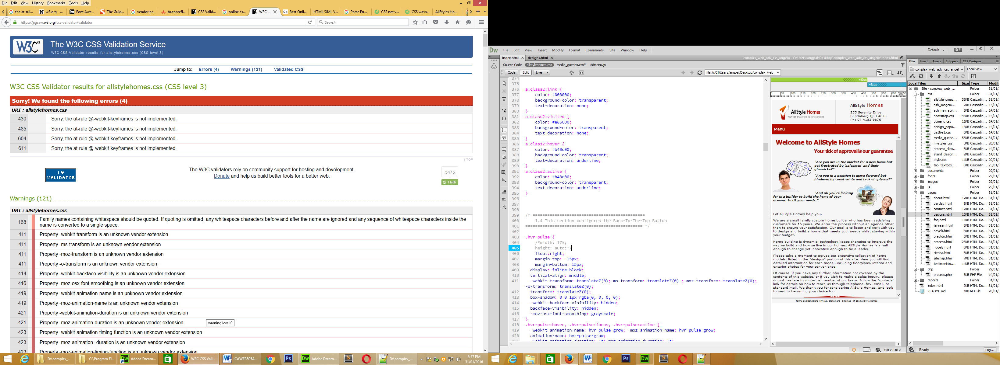 File Edit View History Bookmarks Tools Help
the at-rul...
w3.org - ...
Font Awe...
The Guid...
vendor pr...
Autoprefi...
CSS Valid...
online cs...
W3C ...
Best Onli...
HTML/XML V...
Parse Err...
CSS not v...
CSS wasn...
AllStyles Ho...
https://jigsaw.w3.org/css-validator/validator
Search
W3C
The W3C CSS Validation Service
W3C CSS Validator results for allstylehomes.css (CSS level 3)
Jump to: Errors (4) Warnings (121) Validated CSS
W3C CSS Validator results for allstylehomes.css (CSS level 3)
Sorry! We found the following errors (4)
URI : allstylehomes.css
430 Sorry, the at-rule @-webkit-keyframes is not implemented.
485 Sorry, the at-rule @-webkit-keyframes is not implemented.
604 Sorry, the at-rule @-webkit-keyframes is not implemented.
611 Sorry, the at-rule @-webkit-keyframes is not implemented.
↑ TOP
I ♥
VALIDATOR
The W3C validators rely on community support for hosting and development.
Donate and help us build better tools for a better web.
5475
Flattr
Warnings (121)
URI : allstylehomes.css
168 Family names containing whitespace should be quoted. If quoting is omitted, any whitespace characters before and after the name are ignored and any sequence of whitespace characters inside the
name is converted to a single space.
411 Property -webkit-transform is an unknown vendor extension
411 Property -ms-transform is an unknown vendor extension
411 Property -moz-transform is an unknown vendor extension
411 Property -o-transform is an unknown vendor extension
414 Property -webkit-backface-visibility is an unknown vendor extension
416 Property -moz-osx-font-smoothing is an unknown vendor extension
419 Property -webkit-animation-name is an unknown vendor extension
419 Property -moz-animation-name is an unknown vendor extension
421 Property -webkit-animation-duration is an unknown vendor extension
421 Property -moz-animation-duration is an unknown vendor extension
warning level 0
423 Property -webkit-animation-timing-function is an unknown vendor extension
423 Property -moz-animation--duration is an unknown vendor extension
423 Property -moz-animation-timing-function is an unknown vendor extension
D:\complex_...
C:\Program Fi...
Adobe Dream...
W3C CSS Vali...
ICAWEB505A...
Adobe Dream...
D:\complex_...
3:57 PM
31/01/2016
Dw File Edit View Insert Modify Format Commands Site Window Help
Default
index.html designs.html
complex_web_adv_css_angelo - C:\Users\angpal\Desktop\complex_web_adv_css_angelo\index.html
Source Code allstylehomes.css media_queries.css* ddmenu.js
Code Split Live
file:///C|/Users/angpal/Desktop/complex_web_
374
375
376 a.class2:link {
377 color: #000000;
378 background-color: transparent;
379 text-decoration: none;
380 }
381 a.class2:visited {
382 color: #e86600;
383 background-color: transparent;
384 text-decoration: none;
385 }
386 a.class2:hover {
387 color: #b40c00;
388 background-color: transparent;
389 text-decoration: underline;
390 }
391 a.class2:active {
392 color: #b40c00;
393 background-color: transparent;
394 text-decoration: underline;
395 }
396
397
398
399 /* ==============================================
400 1.4 This section configures the Back-To-The-Top Button
401 ================================================ */
402
403 .hvr-pulse {
404 /*width: 17%;
405 height: auto;*/
406 float:right;
407 margin-top: -15px;
408 margin-bottom: 15px;
409 display: inline-block;
410 vertical-align: middle;
411 -webkit-transform: translateZ(0);-ms-transform: translateZ(0) ;-moz-transform: translateZ(0);
-o-transform: translateZ(0);
412 transform: translateZ(0);
413 box-shadow: 0 0 1px rgba(0, 0, 0, 0);
414 -webkit-backface-visibility: hidden;
415 backface-visibility: hidden;
416 -moz-osx-font-smoothing: grayscale;
417 }
418 .hvr-pulse:hover, .hvr-pulse:focus, .hvr-pulse:active {
419 -webkit-animation-name: hvr-pulse-grow; -moz-animation-name: hvr-pulse-grow;
420 animation-name: hvr-pulse-grow;
421 -webkit-animation-duration: 1s;-moz-animation-duration: 1s;
480px
481px
0 50 100 150 200 250 300 350 400 450 500 550 600
AllStyle Homes
Your tick of approval is our guarantee
AllStyle Homes
255 Serenity Drive
Bundaberg QLD 4670
Ph: 07 4153 9876
Menu
Welcome to AllStyle Homes
Your tick of approval is our guarantee
"Are you are in the market for a new home but
get frustrated by 'salesmen' and their
gimmicks?"
"Are you in a position to move forward but
hindered by constraints and lack of options?"
"And all you're looking
for is a builder to build the home of your
dreams, to fit your needs."
Let AllStyle Homes help you.
We are a small family custom home builder who has been satisfying
customers for 15 years. We enter the process without an agenda other
than to ensure your satisfaction. Our goal is to listen and work with you
to design and build a home that meets your needs whilst staying within
your budget.
Home building is dynamic; technology keeps changing to improve the
way we build and how we live in our homes. AllStyle Homes is small
enough to change yet innovative enough to be a leader.
Please take a moment to peruse our extensive collection of home
models, listed in the "designs" portion of this site. Here you will find
detailed information for each model, including floorplans, interior and
exterior photos for your convenience.
Of course, if you have any further information not covered by the
contents of this website, or if you wish to make a sales inquiry, please
do not hesitate to contact a member of our team. Follow the "contacts"
link for details on how to reach us through telephone, fax, email, or
standard mail. We thank you for considering AllStyle Homes, and look
forward to becoming your choice too.
Terms and Conditions | Privacy Statement | Sitemap | © 2015 AllStyle Homes
428 x 818
Files Insert Assets Snippets CSS Designer
complex_web_adv_css_angel Local view
Local Files Size Type Modifi
Site - complex_web_... Folder 31/01/
css Folder 31/01/
allstylehomes... 33KB Cascadin... 31/01/
ash_imagem... 2KB Cascadin... 14/01/
ash_nav_styl... 3KB Cascadin... 14/01/
bootstrap.css 145KB Cascadin... 14/01/
ddmenu.css 11KB Cascadin... 14/01/
deisign_popu... 13KB Cascadin... 14/01/
gistfile1.css 6KB Cascadin... 14/01/
media_querie... 55KB Cascadin... 31/01/
mystyles.css 3KB Cascadin... 20/01/
process_slids... 8KB Cascadin... 14/01/
stand_design... 2KB Cascadin... 14/01/
style.css 11KB Cascadin... 20/01/
tab_textbox.... 8KB Cascadin... 23/01/
documents Folder 29/01/
fonts Folder 29/01/
images Folder 29/01/
js Folder 29/01/
pages Folder 31/01/
about.html 12KB HTML Do... 31/01/
barclay.html 8KB HTML Do... 31/01/
contact.html 12KB HTML Do... 31/01/
designs.html 10KB HTML Do... 31/01/
faq.html 11KB HTML Do... 31/01/
jannsen.html 8KB HTML Do... 31/01/
novelli.html 8KB HTML Do... 31/01/
preston.html 8KB HTML Do... 31/01/
process.html 25KB HTML Do... 31/01/
ridgely.html 8KB HTML Do... 31/01/
sienna.html 8KB HTML Do... 31/01/
sitemap.html 7KB HTML Do... 31/01/
testimonials.... 14KB HTML Do... 31/01/
php Folder 29/01/
process.php 3KB PHP File 14/01/
reports Folder 31/01/
index.html 9KB HTML Do... 31/01/
README.md 1KB MD File 20/01/
Ready Log...